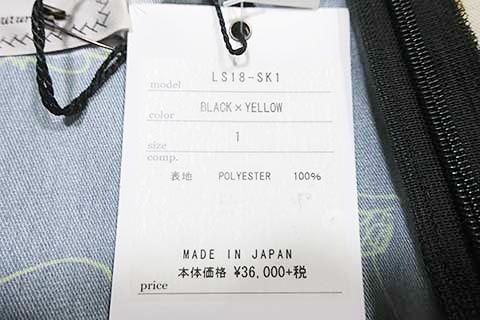 model LS18-SK1
color BLACK×YELLOW
size 1
comp.
表地 POLYESTER 100%
MADE IN JAPAN
本体価格 ¥36,000+税
price